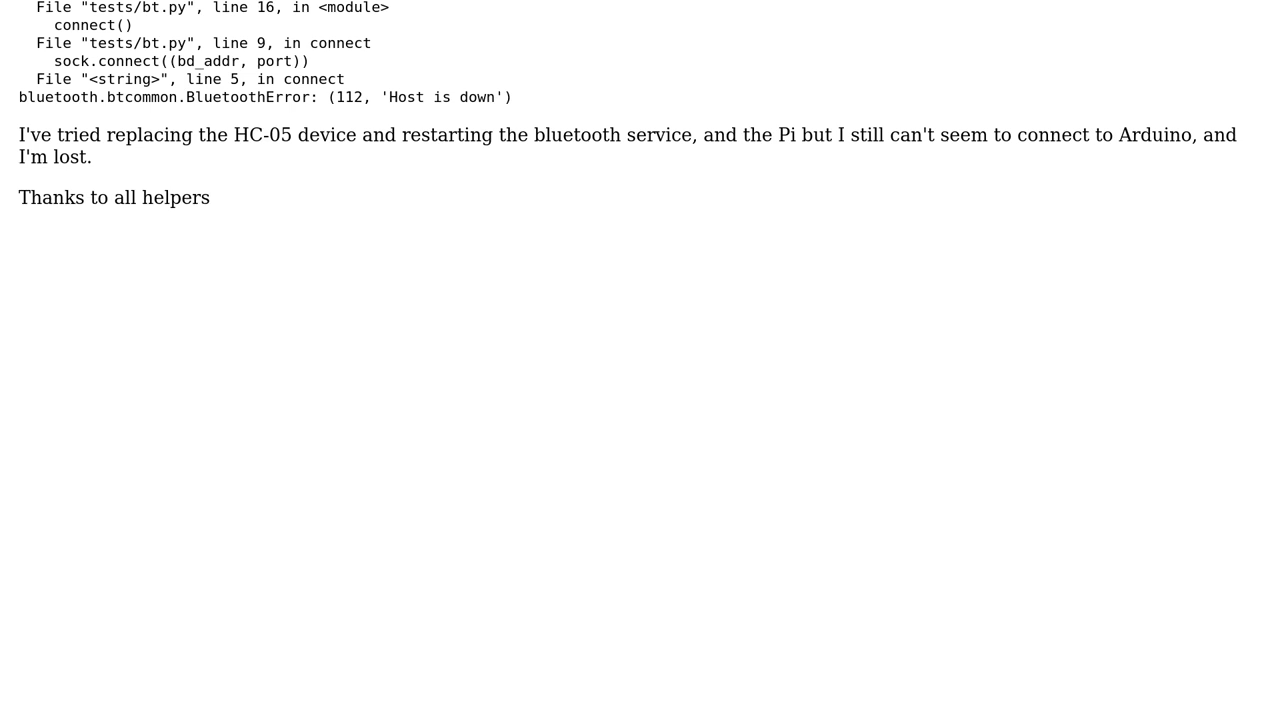 File "tests/bt.py", line 16, in <module>
connect()
File "tests/bt.py", line 9, in connect
sock.connect((bd_addr, port))
File "<string>", line 5, in connect
bluetooth.btcommon.BluetoothError: (112, 'Host is down')
I've tried replacing the HC-05 device and restarting the bluetooth service, and the Pi but I still can't seem to connect to Arduino, and
I'm lost.
Thanks to all helpers